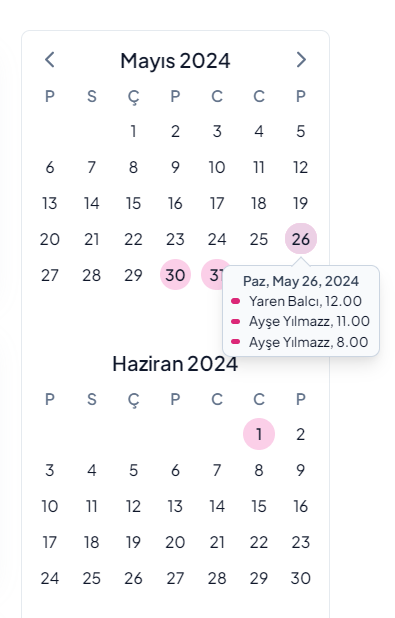 Mayıs 2024
P S Ç P C C P
1 2 3 4 5
6 7 8 9 10 11 12
13 14 15 16 17 18 19
20 21 22 23 24 25 26
27 28 29 30 31
Paz, May 26, 2024
Yaren Balcı, 12.00
Ayşe Yılmazz, 11.00
Ayşe Yılmazz, 8.00
Haziran 2024
P S Ç P C C P
1 2
3 4 5 6 7 8 9
10 11 12 13 14 15 16
17 18 19 20 21 22 23
24 25 26 27 28 29 30